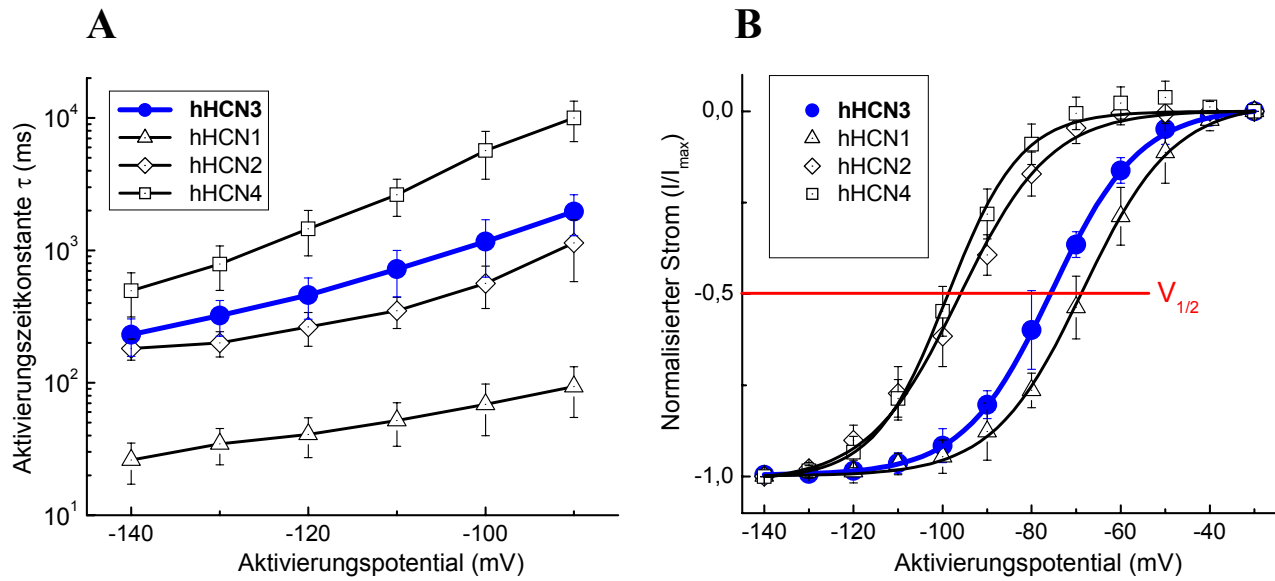 A
Aktivierungszeitkonstante τ (ms)
10⁴
10³
10²
10¹
hHCN3
hHCN1
hHCN2
hHCN4
-140
-120
-100
Aktivierungspotential (mV)
B
Normalisierter Strom (I/Iₘₐₓ)
0,0
-0,5
-1,0
hHCN3
hHCN1
hHCN2
hHCN4
V₁/₂
-140
-120
-100
-80
-60
-40
Aktivierungspotential (mV)